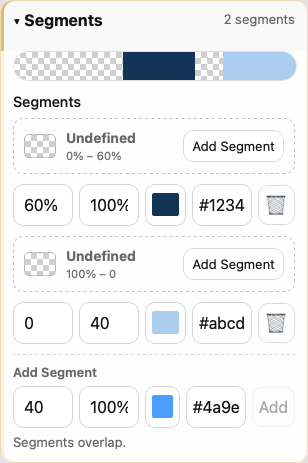 ▾ Segments
2 segments
Segments
Undefined
0% – 60%
Add Segment
60%
100%
#1234
Undefined
100% – 0
Add Segment
0
40
#abcd
Add Segment
40
100%
#4a9e
Add
Segments overlap.